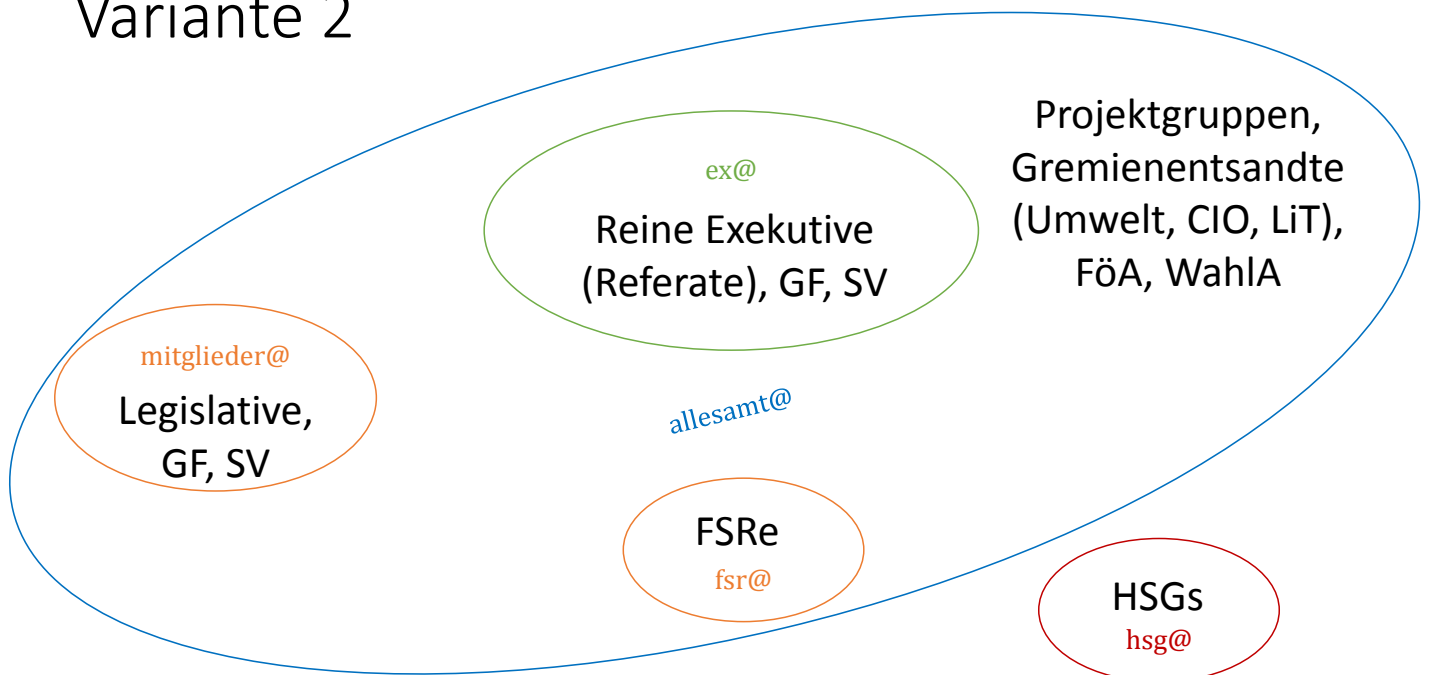 Variante 2
Projektgruppen,
Gremienentsandte
(Umwelt, CIO, LiT),
FöA, WahlA
ex@
Reine Exekutive
(Referate), GF, SV
mitglieder@
Legislative,
GF, SV
allesamt@
FSRe
fsr@
HSGs
hsg@